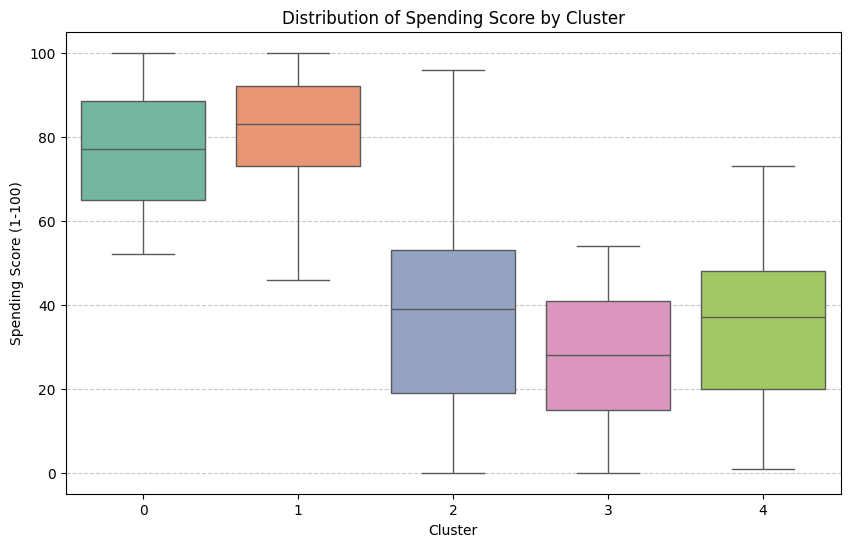 Distribution of Spending Score by Cluster
Spending Score (1-100)
100
80
60
40
20
0
0 1 2 3 4
Cluster